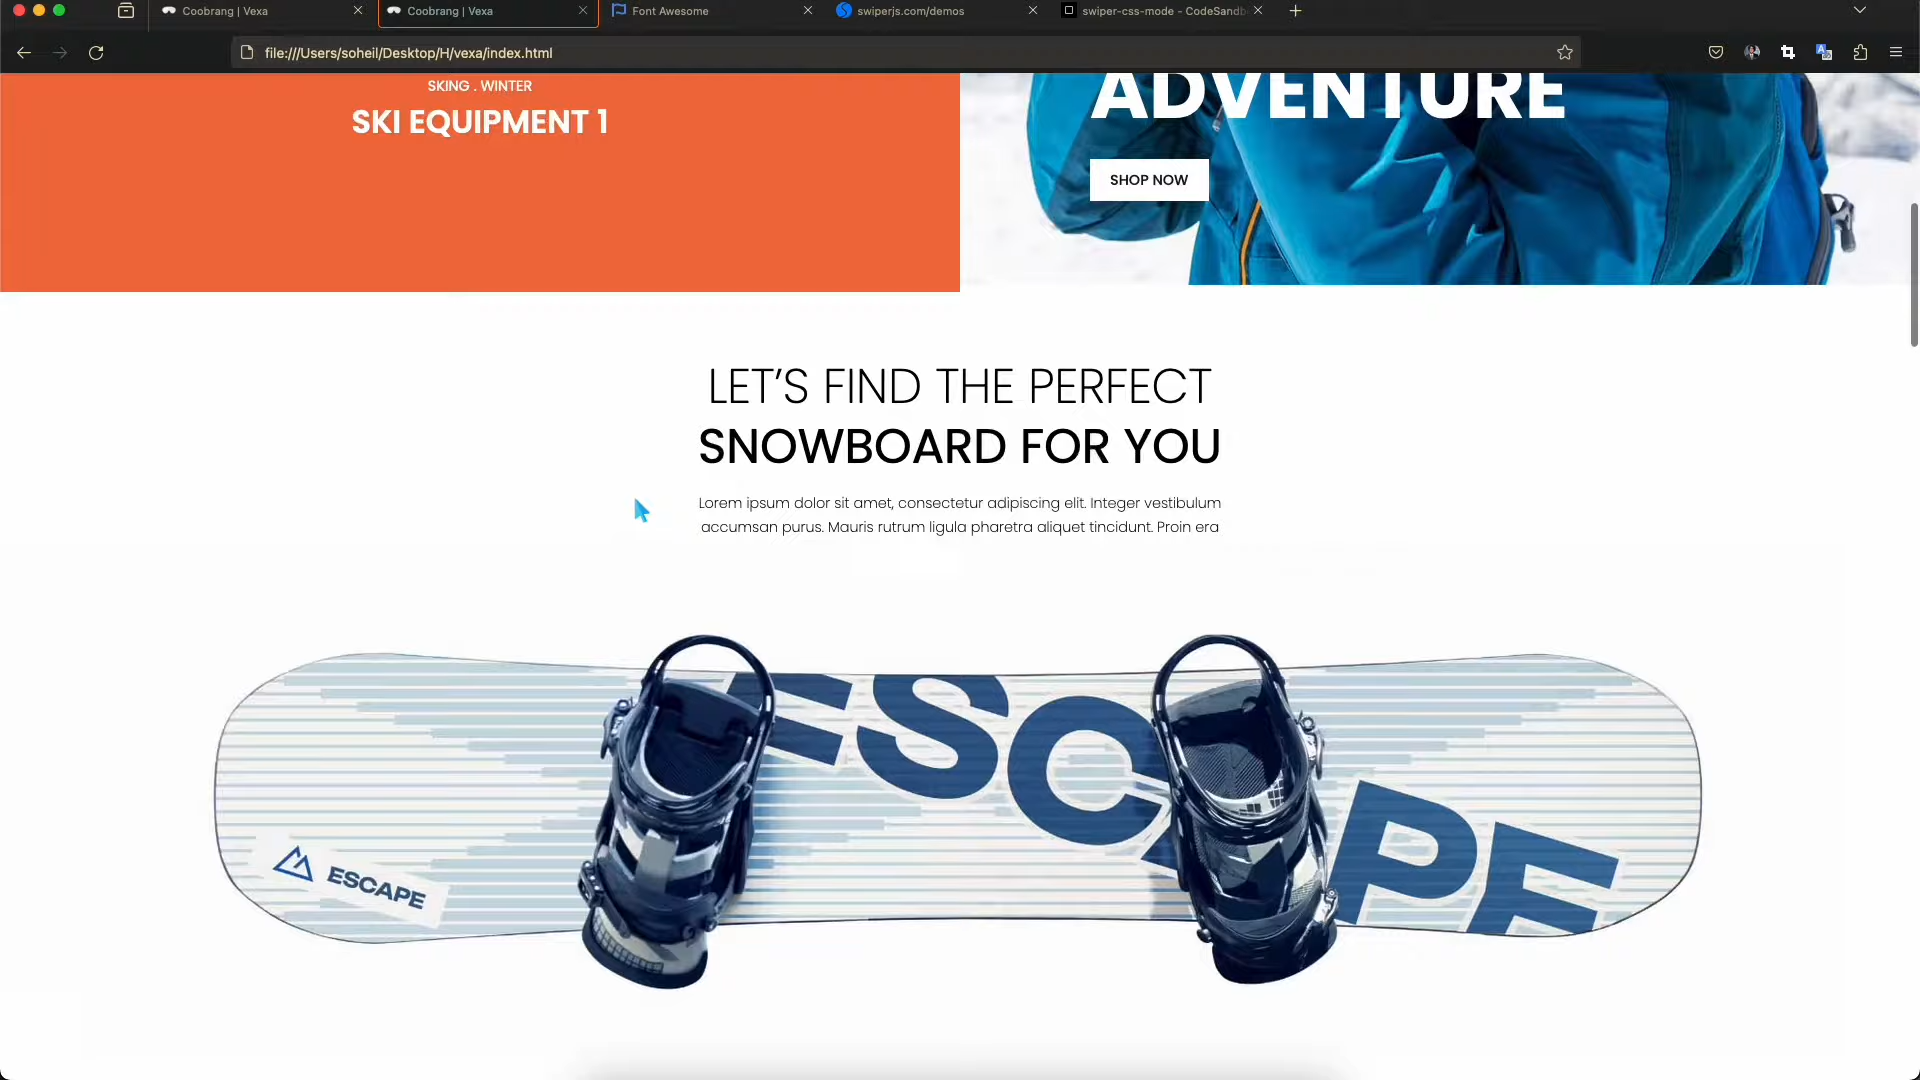 Coobrang | Vexa
Coobrang | Vexa
Font Awesome
swiperjs.com/demos
swiper-css-mode - CodeSandb
file:///Users/soheil/Desktop/H/vexa/index.html
SKING . WINTER
SKI EQUIPMENT 1
ADVENTURE
SHOP NOW
LET’S FIND THE PERFECT
SNOWBOARD FOR YOU
Lorem ipsum dolor sit amet, consectetur adipiscing elit. Integer vestibulum
accumsan purus. Mauris rutrum ligula pharetra aliquet tincidunt. Proin era
ESCAPE
ESCAPE